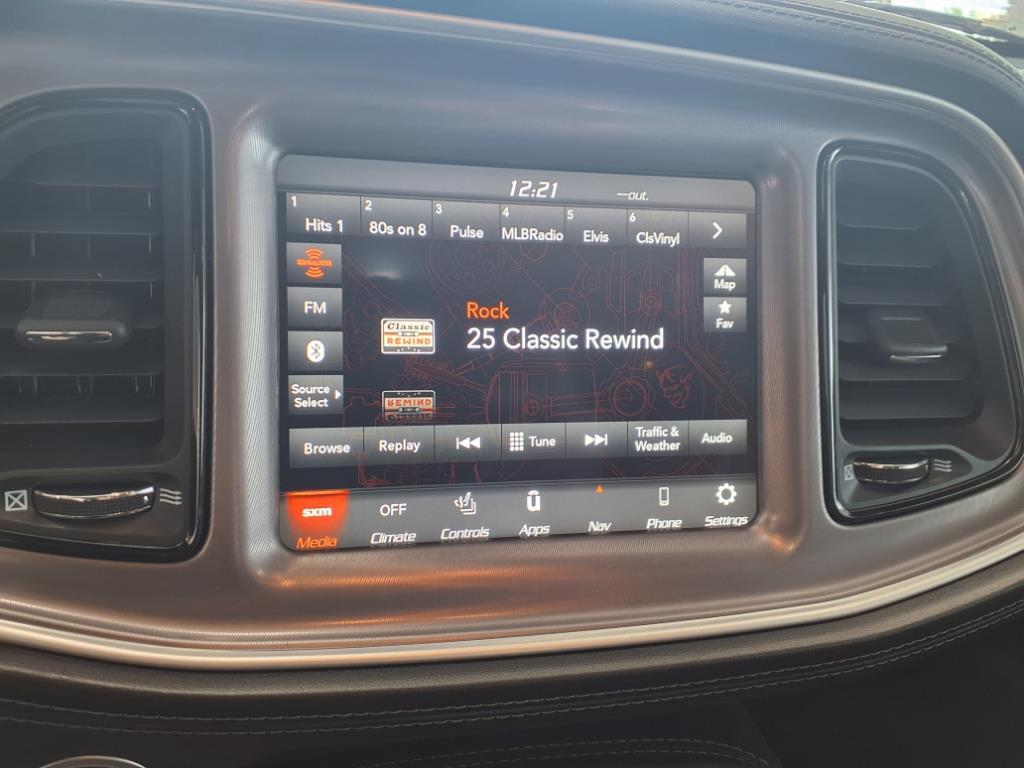 12:21
—out.
1 Hits 1
2 80s on 8
3 Pulse
4 MLBRadio
5 Elvis
6 ClsVinyl
SiriusXM
Map
FM
Fav
Rock
25 Classic Rewind
Classic
REWIND
Source
Select
REWIND
Browse
Replay
Tune
Traffic &
Weather
Audio
sxm
Media
OFF
Climate
Controls
ū
Apps
Nav
Phone
Settings